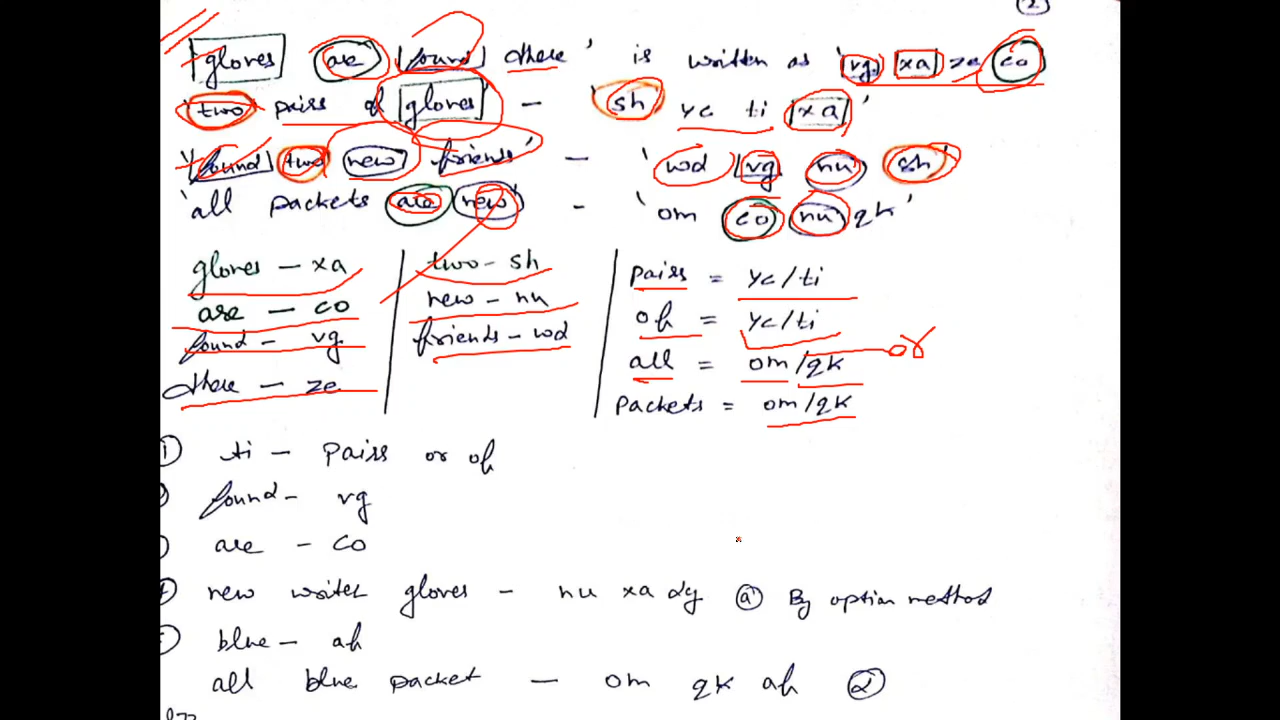 2
'gloves are found there' is written as 'vg xa ze co
'two pairs of gloves' - 'sh yc ti xa'
'found two new friends' - 'wd vg nu sh'
'all packets are new' - 'om co nu qk'
gloves - xa
are - co
found - vg
there - ze
two - sh
new - nu
friends - wd
pairs = yc/ti
of = yc/ti
all = om/qk or
packets = om/qk
1 ti - pairs or of
found - vg
are - co
new writer gloves - nu xa dy a By option method
blue - ah
all blue packet - om qk ah d